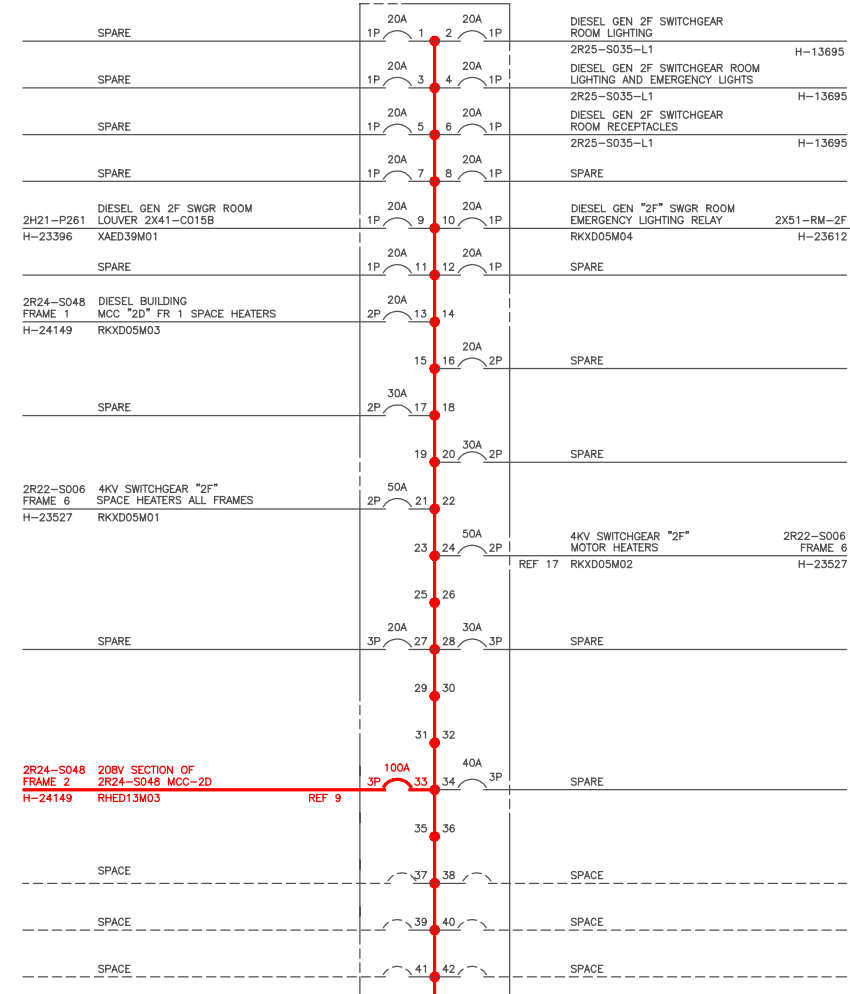 20A 20A DIESEL GEN 2F SWITCHGEAR
SPARE 1P 1 2 1P ROOM LIGHTING
2R25-S035-L1 H-13695
20A 20A DIESEL GEN 2F SWITCHGEAR ROOM
SPARE 1P 3 4 1P LIGHTING AND EMERGENCY LIGHTS
2R25-S035-L1 H-13695
20A 20A DIESEL GEN 2F SWITCHGEAR
SPARE 1P 5 6 1P ROOM RECEPTACLES
2R25-S035-L1 H-13695
20A 20A
SPARE 1P 7 8 1P SPARE
DIESEL GEN 2F SWGR ROOM 20A 20A DIESEL GEN "2F" SWGR ROOM
2H21-P261 LOUVER 2X41-C015B 1P 9 10 1P EMERGENCY LIGHTING RELAY 2X51-RM-2F
H-23396 XAED39M01 RKXD05M04 H-23612
20A 20A
SPARE 1P 11 12 1P SPARE
2R24-S048 DIESEL BUILDING 20A
FRAME 1 MCC "2D" FR 1 SPACE HEATERS 2P 13 14
H-24149 RKXD05M03
20A
15 16 2P SPARE
30A
SPARE 2P 17 18
30A
19 20 2P SPARE
2R22-S006 4KV SWITCHGEAR "2F" 50A
FRAME 6 SPACE HEATERS ALL FRAMES 2P 21 22
H-23527 RKXD05M01
50A 4KV SWITCHGEAR "2F" 2R22-S006
23 24 2P MOTOR HEATERS FRAME 6
REF 17 RKXD05M02 H-23527
25 26
20A 30A
SPARE 3P 27 28 3P SPARE
29 30
31 32
2R24-S048 208V SECTION OF 100A 40A
FRAME 2 2R24-S048 MCC-2D 3P 33 34 3P SPARE
H-24149 RHED13M03 REF 9
35 36
SPACE 37 38 SPACE
SPACE 39 40 SPACE
SPACE 41 42 SPACE